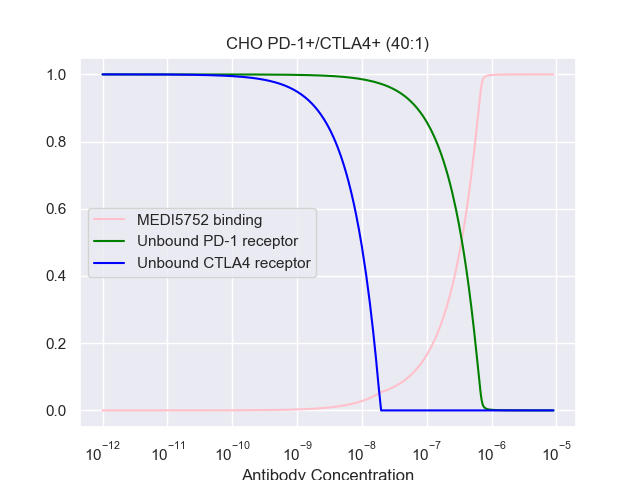 CHO PD-1+/CTLA4+ (40:1)
1.0
0.8
0.6
0.4
0.2
0.0
MEDI5752 binding
Unbound PD-1 receptor
Unbound CTLA4 receptor
10⁻¹² 10⁻¹¹ 10⁻¹⁰ 10⁻⁹ 10⁻⁸ 10⁻⁷ 10⁻⁶ 10⁻⁵
Antibody Concentration